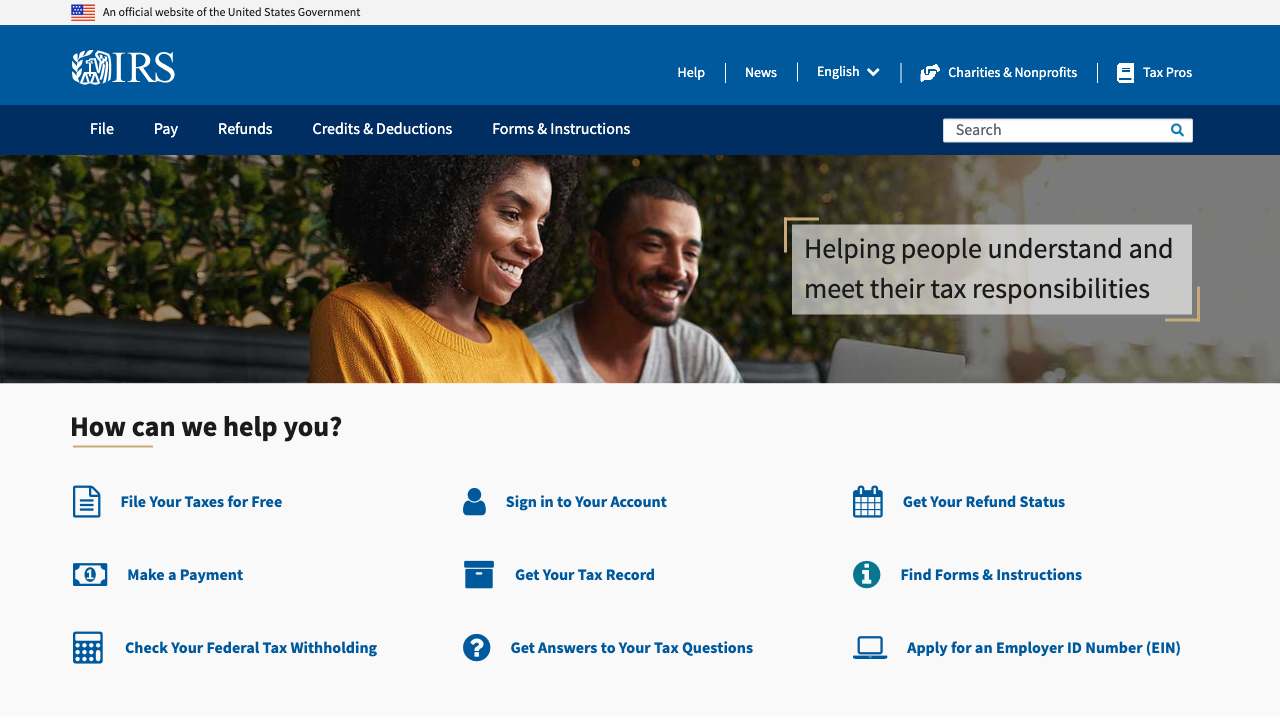 An official website of the United States Government
IRS
Help
News
English
Charities & Nonprofits
Tax Pros
File
Pay
Refunds
Credits & Deductions
Forms & Instructions
Search
Helping people understand and
meet their tax responsibilities
How can we help you?
File Your Taxes for Free
Sign in to Your Account
Get Your Refund Status
1
Make a Payment
Get Your Tax Record
Find Forms & Instructions
Check Your Federal Tax Withholding
Get Answers to Your Tax Questions
Apply for an Employer ID Number (EIN)